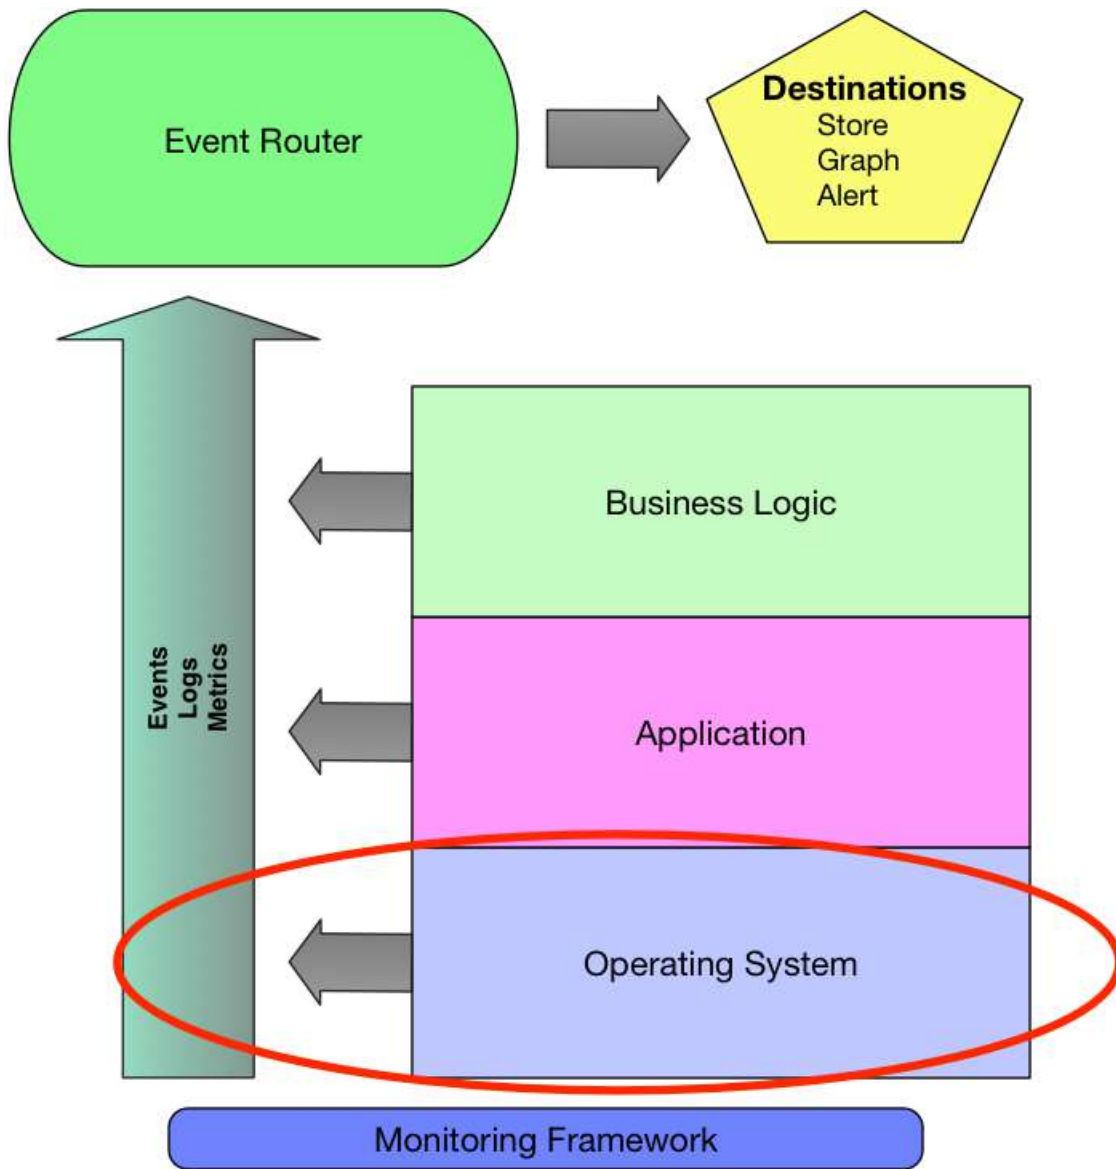 Event Router
Destinations
Store
Graph
Alert
Business Logic
Events
Logs
Metrics
Application
Operating System
Monitoring Framework